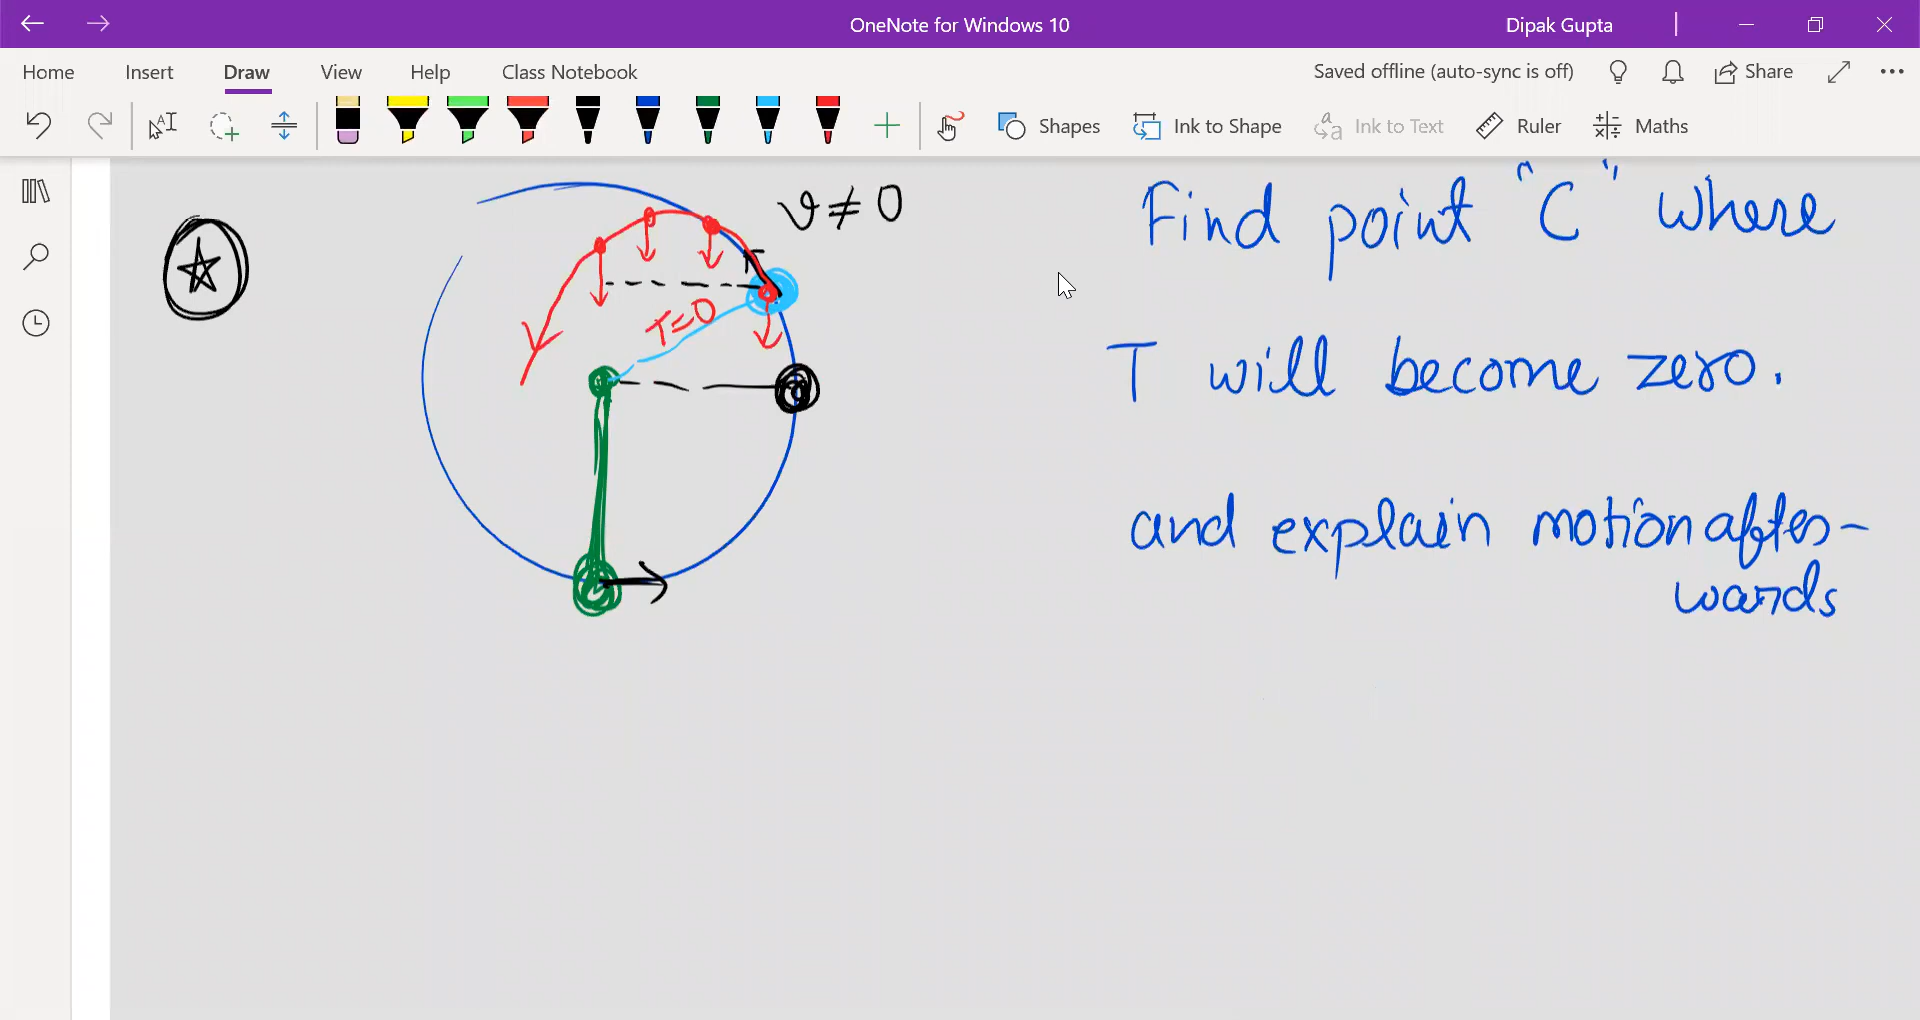 OneNote for Windows 10
Dipak Gupta
Home Insert Draw View Help Class Notebook
Saved offline (auto-sync is off) Share
Shapes Ink to Shape Ink to Text Ruler Maths
v ≠ 0
T=0
Find point "C" where
T will become zero.
and explain motion after-
wards